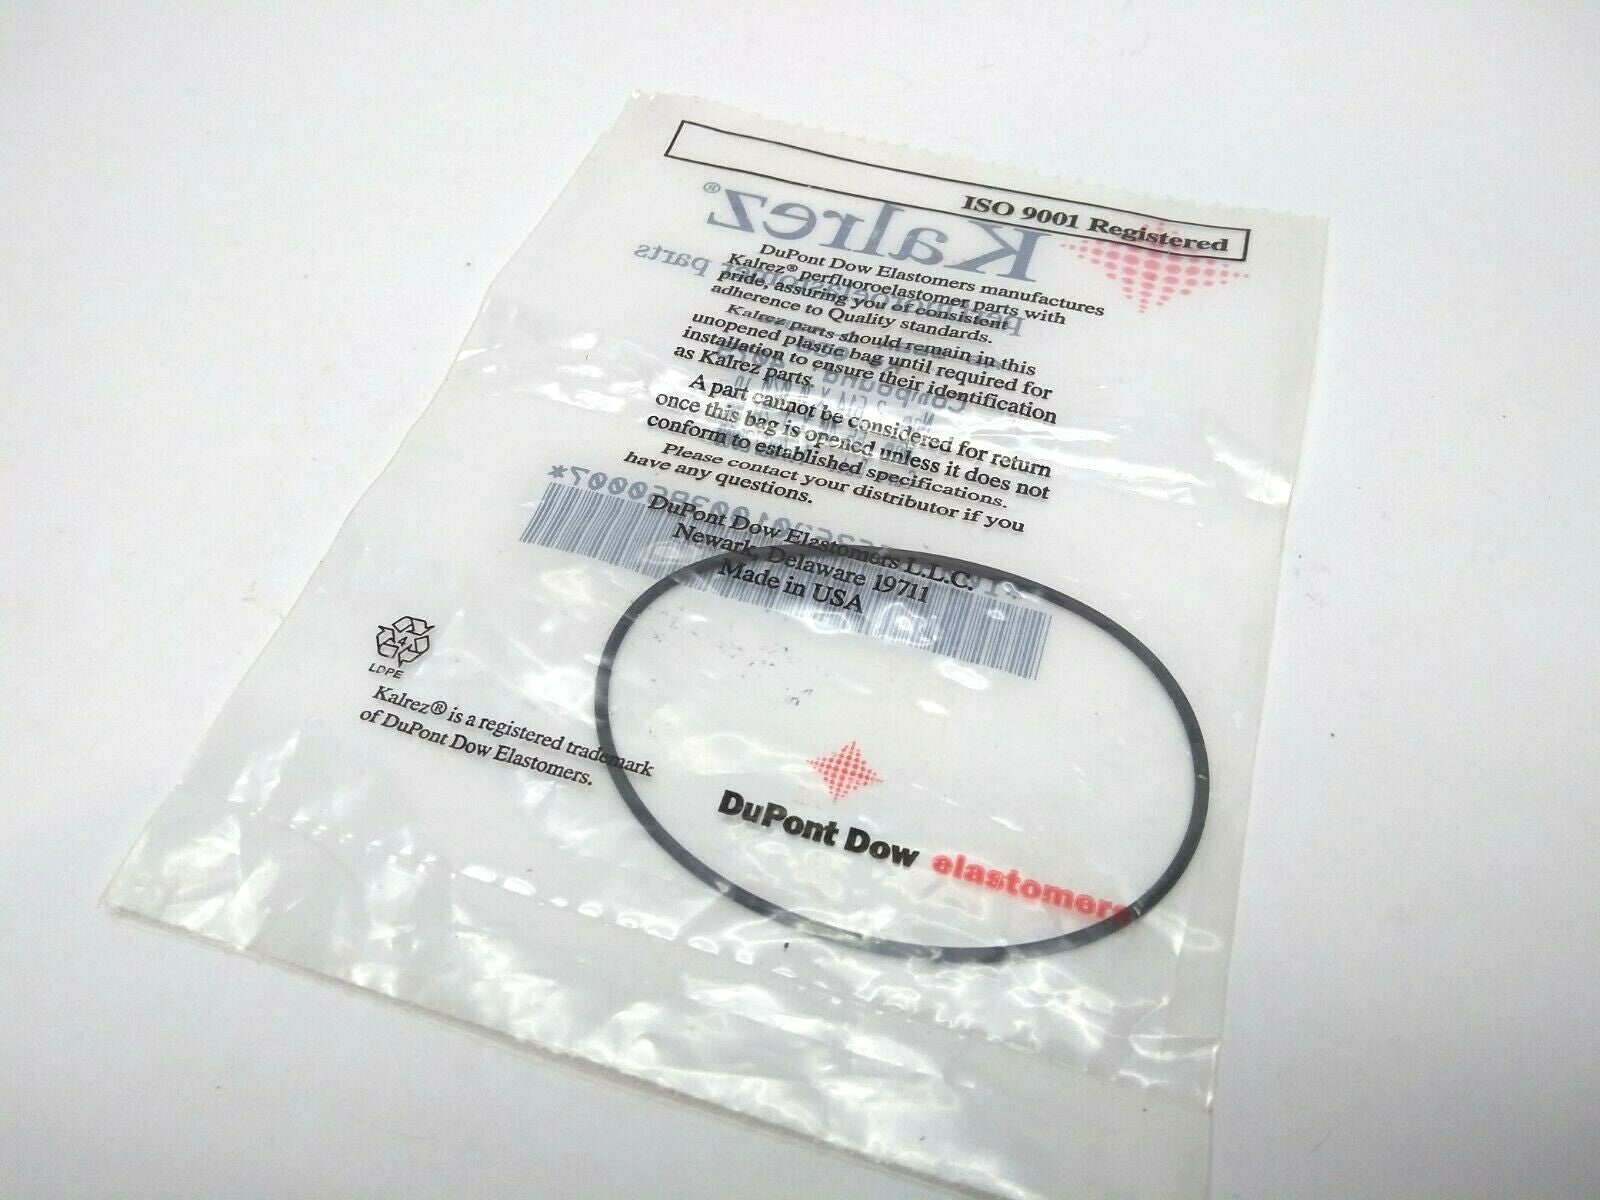 ISO 9001 Registered
Kalrez®
perfluoroelastomer parts
DuPont Dow Elastomers manufactures
Kalrez® perfluoroelastomer parts with
pride, assuring you of consistent
adherence to Quality standards.
Kalrez parts should remain in this
unopened plastic bag until required for
installation to ensure their identification
as Kalrez parts.
A part cannot be considered for return
once this bag is opened unless it does not
conform to established specifications.
Please contact your distributor if you
have any questions.
DuPont Dow Elastomers L.L.C.
Newark, Delaware 19711
Made in USA
4
LDPE
Kalrez® is a registered trademark
of DuPont Dow Elastomers.
DuPont Dow elastomers